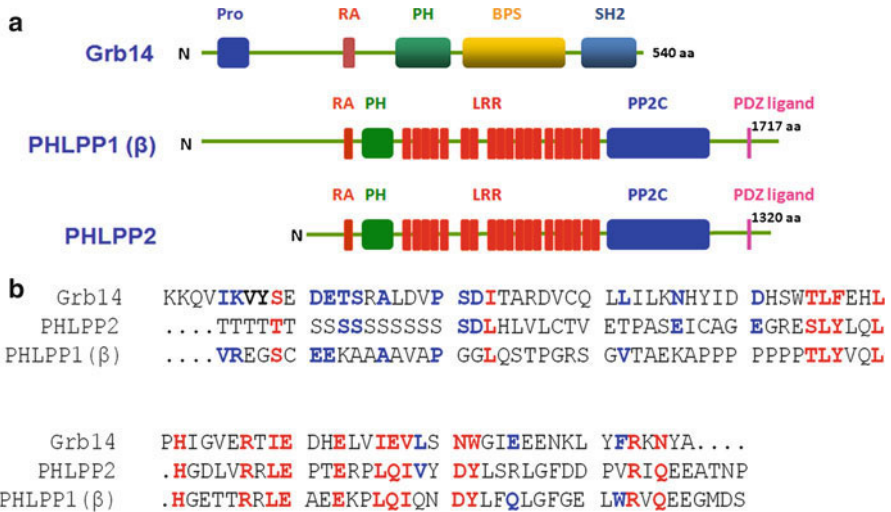 a
Pro RA PH BPS SH2
Grb14 N 540 aa
RA PH LRR PP2C PDZ ligand
PHLPP1 (β) N 1717 aa
RA PH LRR PP2C PDZ ligand
PHLPP2 N 1320 aa
b
Grb14 KKQVIKVYSE DETSRALDVP SDITARDVCQ LLILKNHYID DHSWTLFEHL
PHLPP2 ....TTTTTT SSSSSSSSSS SDLHLVLCTV ETPASEICAG EGRESLYLQL
PHLPP1(β) ....VREGSC EEKAAAAVAP GGLQSTPGRS GVTAEKAPPP PPPPTLYVQL
Grb14 PHIGVERTIE DHELVIEVLS NWGIEEENKL YFRKNYA....
PHLPP2 .HGDLVRRLE PTERPLQIVY DYLSRLGFDD PVRIQEEATNP
PHLPP1(β) .HGETTRRLE AEEKPLQIQN DYLFQLGFGE LWRVQEEGMDS